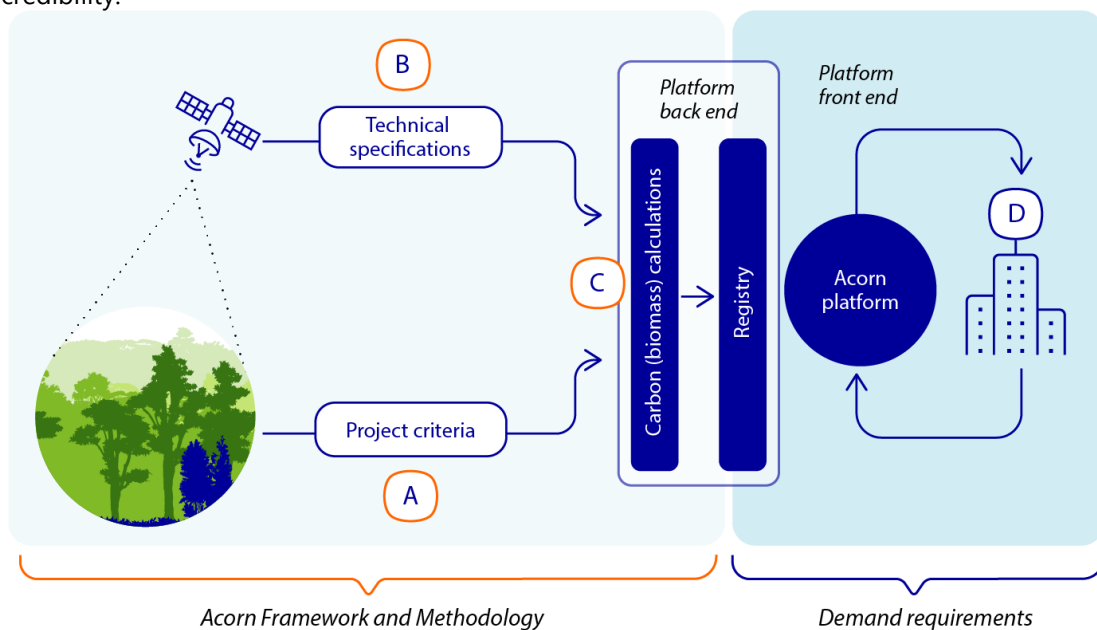 credibility.
B
Technical
specifications
Platform
back end
Platform
front end
D
C
Carbon (biomass) calculations
Registry
Acorn
platform
Project criteria
A
Acorn Framework and Methodology
Demand requirements